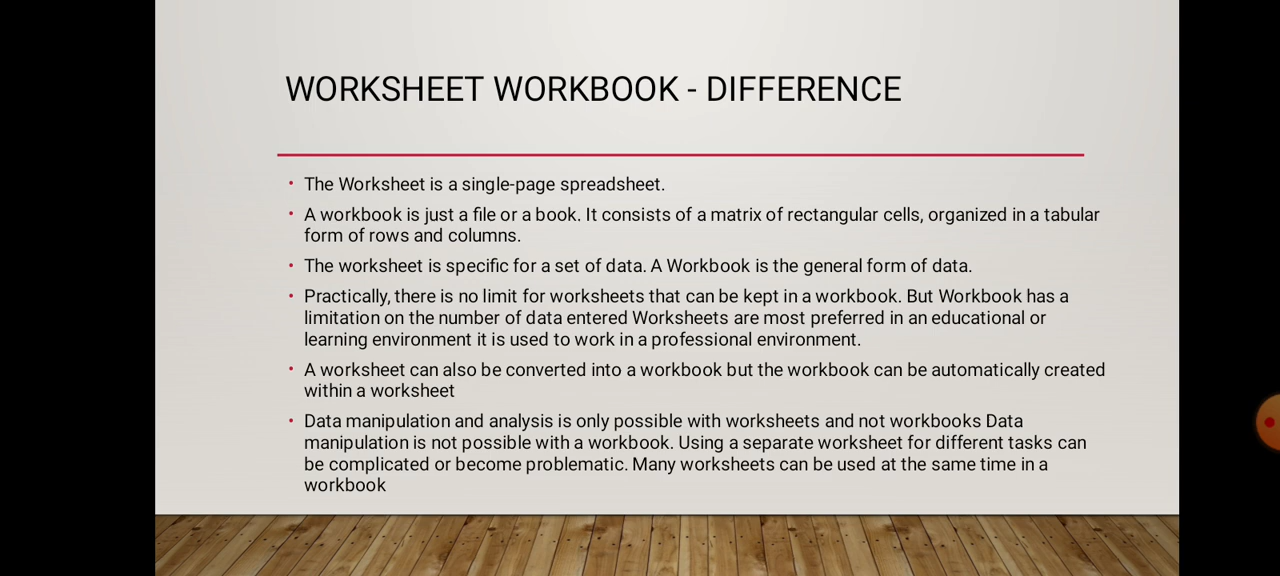 WORKSHEET WORKBOOK - DIFFERENCE
• The Worksheet is a single-page spreadsheet.
• A workbook is just a file or a book. It consists of a matrix of rectangular cells, organized in a tabular
form of rows and columns.
• The worksheet is specific for a set of data. A Workbook is the general form of data.
• Practically, there is no limit for worksheets that can be kept in a workbook. But Workbook has a
limitation on the number of data entered Worksheets are most preferred in an educational or
learning environment it is used to work in a professional environment.
• A worksheet can also be converted into a workbook but the workbook can be automatically created
within a worksheet
• Data manipulation and analysis is only possible with worksheets and not workbooks Data
manipulation is not possible with a workbook. Using a separate worksheet for different tasks can
be complicated or become problematic. Many worksheets can be used at the same time in a
workbook